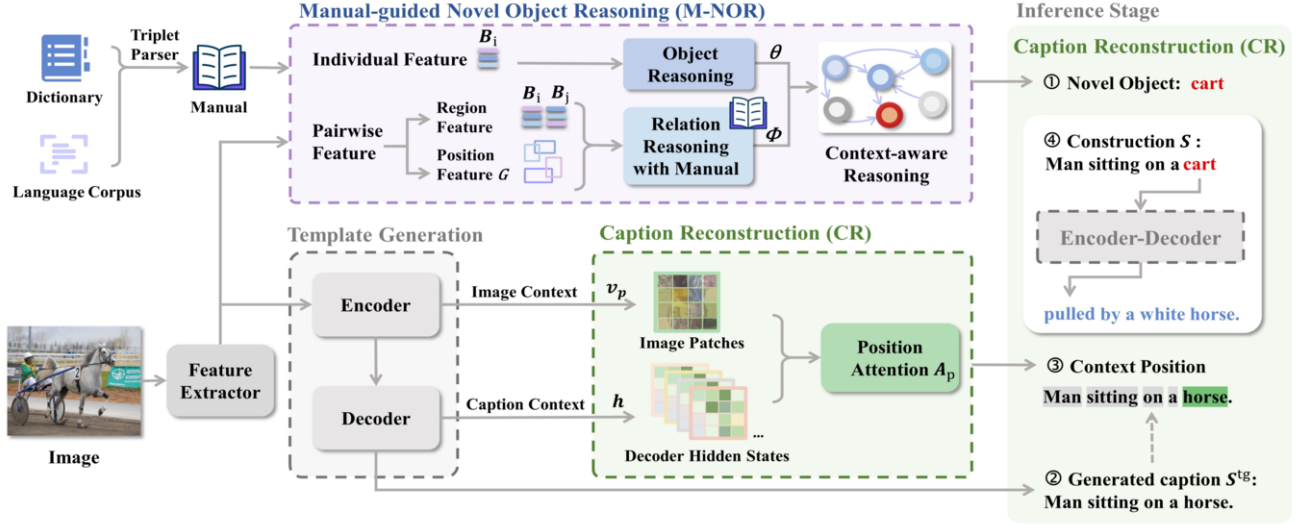 Manual-guided Novel Object Reasoning (M-NOR)
Triplet
Parser
Dictionary
Language Corpus
Manual
Individual Feature
B_i
Object
Reasoning
θ
Pairwise
Feature
Region
Feature
B_i B_j
Position
Feature G
Relation
Reasoning
with Manual
Φ
Context-aware
Reasoning
Template Generation
Encoder
Decoder
Image Context
Caption Context
Image
Feature
Extractor
Caption Reconstruction (CR)
v_p
Image Patches
h
...
Decoder Hidden States
Position
Attention A_p
Inference Stage
Caption Reconstruction (CR)
① Novel Object: cart
④ Construction S :
Man sitting on a cart
Encoder-Decoder
pulled by a white horse.
③ Context Position
Man sitting on a horse.
② Generated caption S^tg:
Man sitting on a horse.